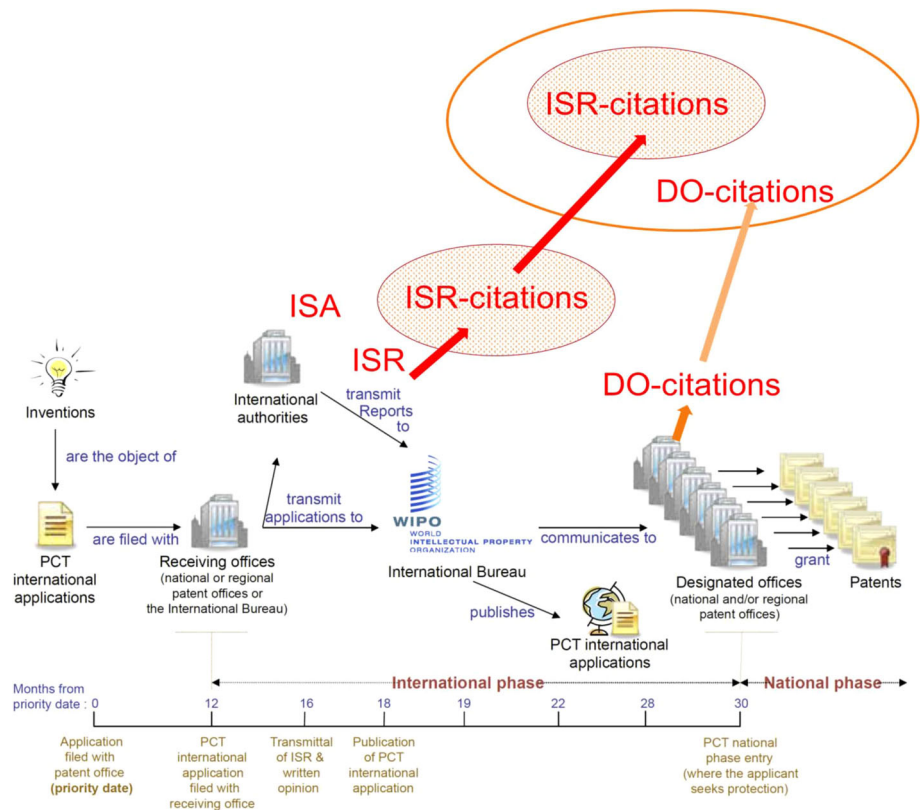 ISR-citations
DO-citations
ISR-citations
ISA
ISR
DO-citations
Inventions
International
authorities
transmit
Reports
to
are the object of
transmit
applications to
WIPO
WORLD
INTELLECTUAL PROPERTY
ORGANIZATION
are filed with
communicates to
grant
PCT
international
applications
Receiving offices
(national or regional
patent offices or
the International Bureau)
International Bureau
Designated offices
(national and/or regional
patent offices)
Patents
publishes
PCT international
applications
International phase
National phase
Months from
priority date :
0
12
16
18
19
22
28
30
Application
filed with
patent office
(priority date)
PCT
international
application
filed with
receiving office
Transmittal
of ISR &
written
opinion
Publication
of PCT
international
application
PCT national
phase entry
(where the applicant
seeks protection)